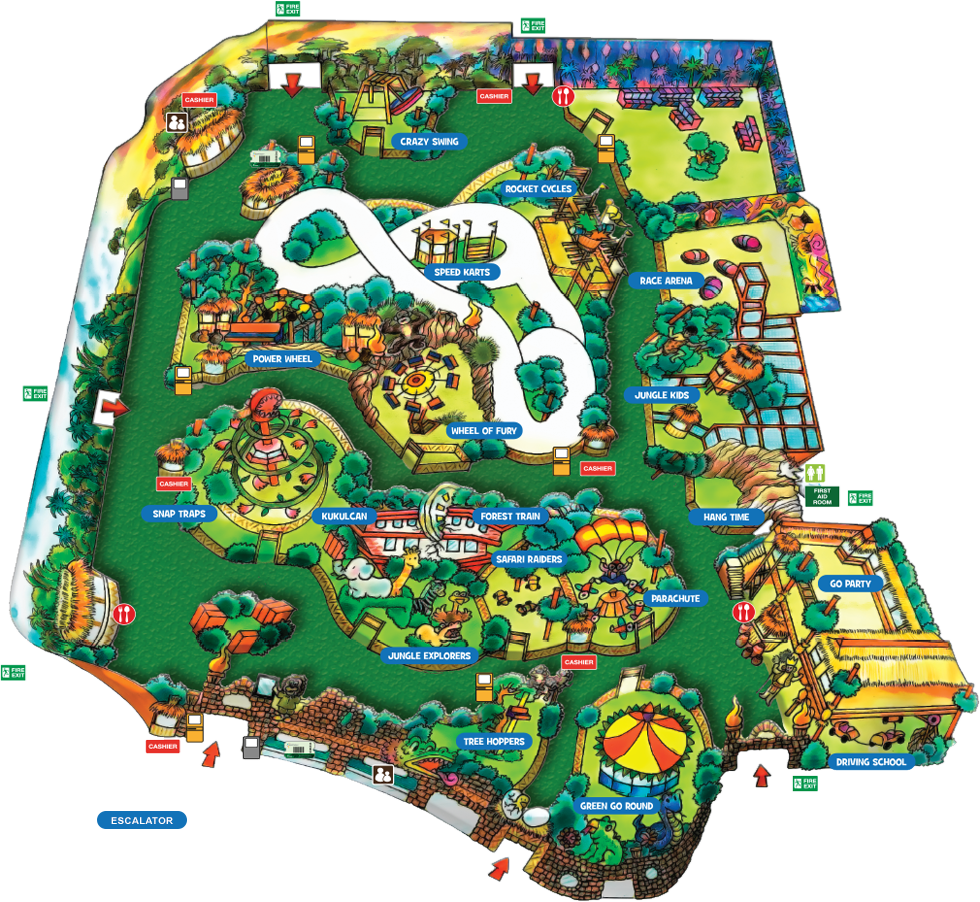 FIRE
EXIT
FIRE
EXIT
CASHIER
CASHIER
CRAZY SWING
ROCKET CYCLES
SPEED KARTS
RACE ARENA
POWER WHEEL
FIRE
EXIT
JUNGLE KIDS
WHEEL OF FURY
CASHIER
CASHIER
FIRST
AID
ROOM
FIRE
EXIT
SNAP TRAPS
KUKULCAN
FOREST TRAIN
HANG TIME
SAFARI RAIDERS
GO PARTY
PARACHUTE
JUNGLE EXPLORERS
CASHIER
FIRE
EXIT
CASHIER
TREE HOPPERS
DRIVING SCHOOL
FIRE
EXIT
GREEN GO ROUND
ESCALATOR